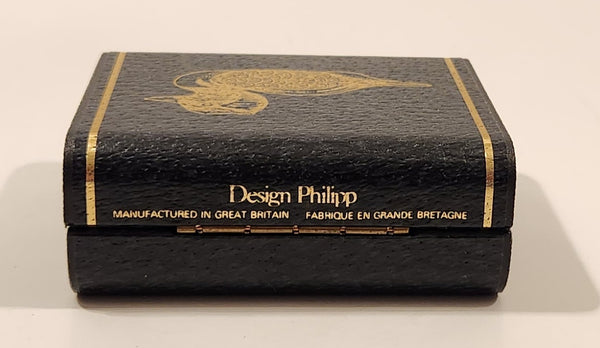 Design Philipp
MANUFACTURED IN GREAT BRITAIN FABRIQUE EN GRANDE BRETAGNE